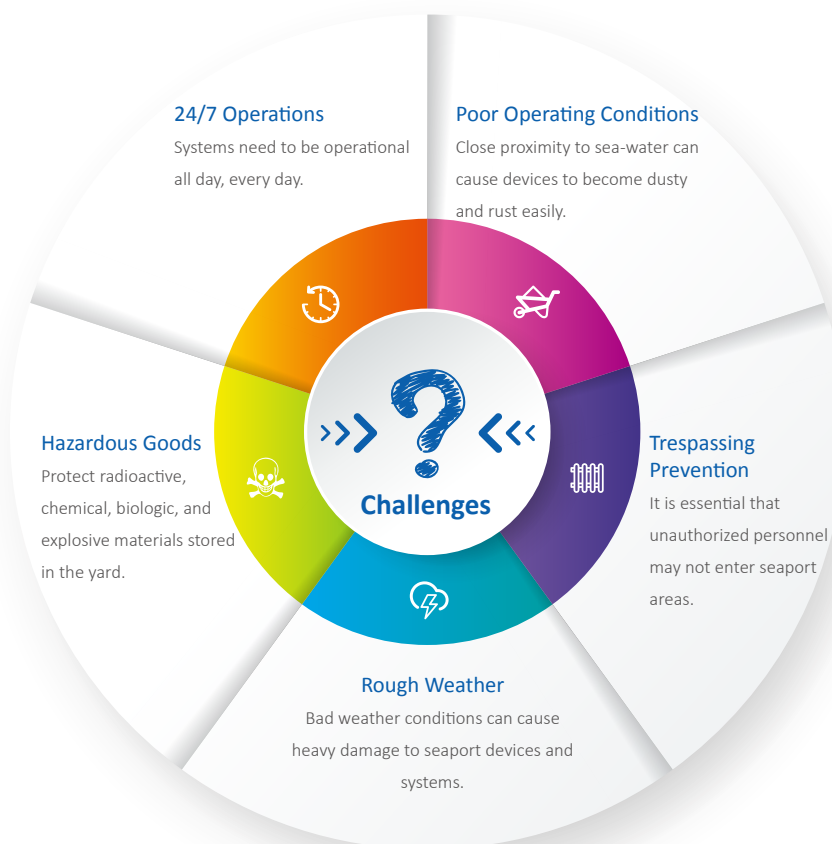 24/7 Operations
Systems need to be operational
all day, every day.
Poor Operating Conditions
Close proximity to sea-water can
cause devices to become dusty
and rust easily.
Hazardous Goods
Protect radioactive,
chemical, biologic, and
explosive materials stored
in the yard.
?
Challenges
Trespassing
Prevention
It is essential that
unauthorized personnel
may not enter seaport
areas.
Rough Weather
Bad weather conditions can cause
heavy damage to seaport devices and
systems.